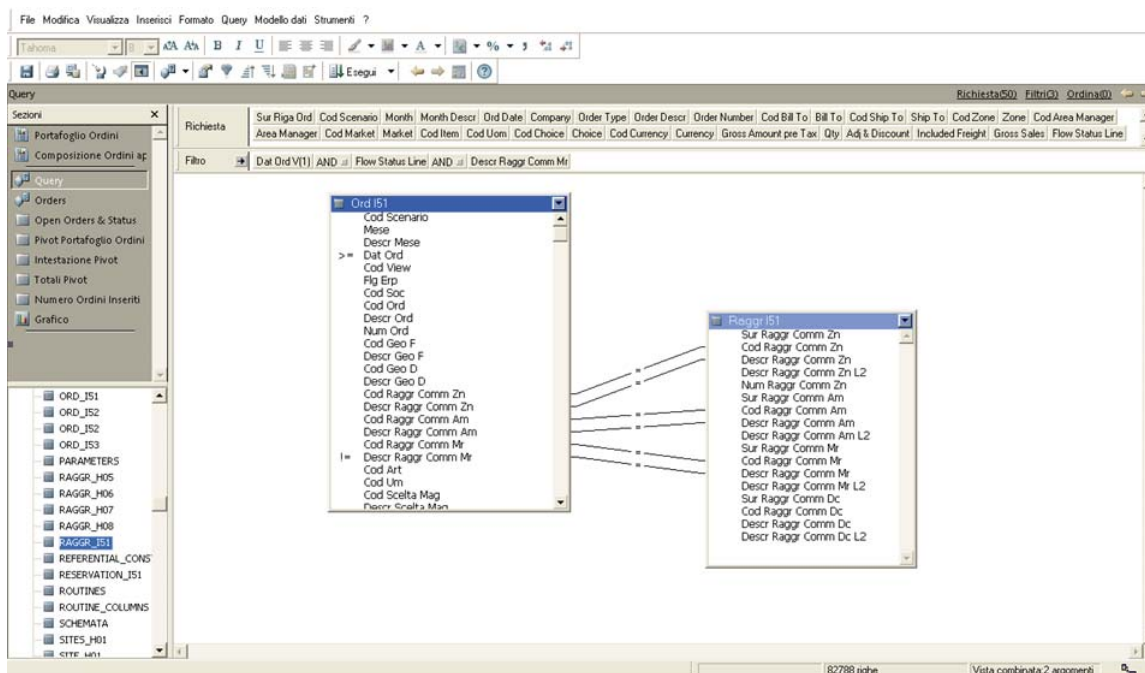 File Modifica Visualizza Inserisci Formato Query Modello dati Strumenti ?
Tahoma 8 B I U A %
Esegui
Query Richiesta(50) Filtri(3) Ordina(0)
Sezioni
Portafoglio Ordini
Composizione Ordini ap
Query
Orders
Open Orders & Status
Pivot Portafoglio Ordini
Intestazione Pivot
Totali Pivot
Numero Ordini Inseriti
Grafico
ORD_I51
ORD_I52
ORD_I52
ORD_I53
PARAMETERS
RAGGR_H05
RAGGR_H06
RAGGR_H07
RAGGR_H08
RAGGR_I51
REFERENTIAL_CONS
RESERVATION_I51
ROUTINES
ROUTINE_COLUMNS
SCHEMATA
SITES_H01
SITE_H01
Richiesta
Sur Riga Ord Cod Scenario Month Month Descr Ord Date Company Order Type Order Descr Order Number Cod Bill To Bill To Cod Ship To Ship To Cod Zone Zone Cod Area Manager
Area Manager Cod Market Market Cod Item Cod Uom Cod Choice Choice Cod Currency Currency Gross Amount pre Tax Qty Adj & Discount Included Freight Gross Sales Flow Status Line
Filtro Dat Ord V(1) AND Flow Status Line AND Descr Raggr Comm Mr
Ord I51
Cod Scenario
Mese
Descr Mese
>= Dat Ord
Cod View
Flg Erp
Cod Soc
Cod Ord
Descr Ord
Num Ord
Cod Geo F
Descr Geo F
Cod Geo D
Descr Geo D
Cod Raggr Comm Zn
Descr Raggr Comm Zn
Cod Raggr Comm Am
Descr Raggr Comm Am
Cod Raggr Comm Mr
!= Descr Raggr Comm Mr
Cod Art
Cod Um
Cod Scelta Mag
Descr Scelta Mag
=
=
=
=
=
=
Raggr I51
Sur Raggr Comm Zn
Cod Raggr Comm Zn
Descr Raggr Comm Zn
Descr Raggr Comm Zn L2
Num Raggr Comm Zn
Sur Raggr Comm Am
Cod Raggr Comm Am
Descr Raggr Comm Am
Descr Raggr Comm Am L2
Sur Raggr Comm Mr
Cod Raggr Comm Mr
Descr Raggr Comm Mr
Descr Raggr Comm Mr L2
Sur Raggr Comm Dc
Cod Raggr Comm Dc
Descr Raggr Comm Dc
Descr Raggr Comm Dc L2
82788 righe Vista combinata:2 argomenti